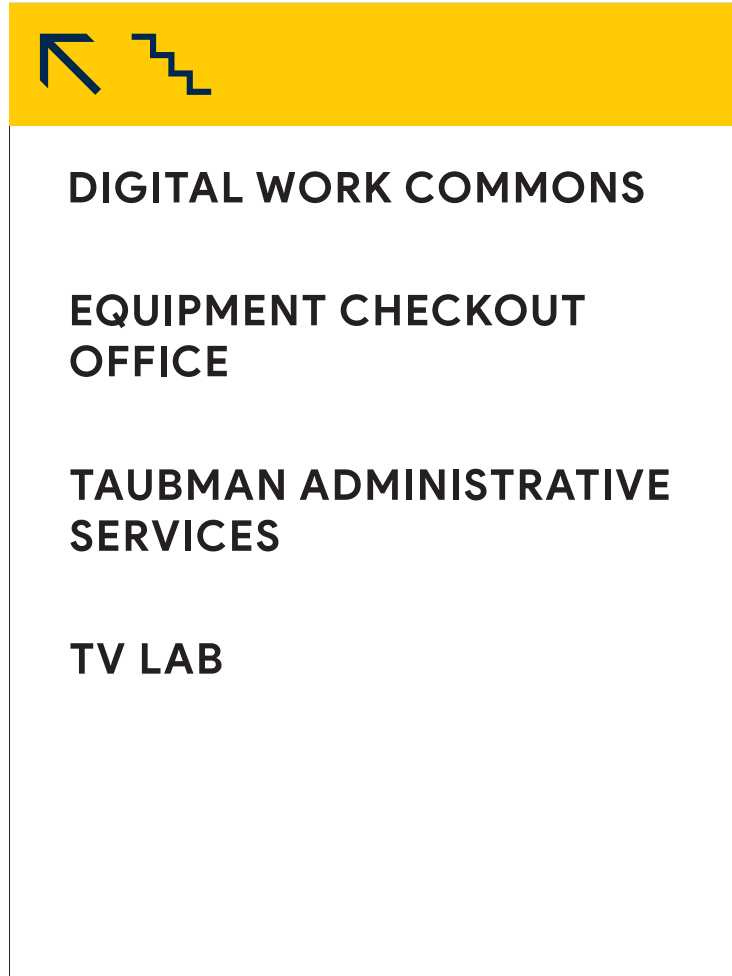 DIGITAL WORK COMMONS
EQUIPMENT CHECKOUT
OFFICE
TAUBMAN ADMINISTRATIVE
SERVICES
TV LAB